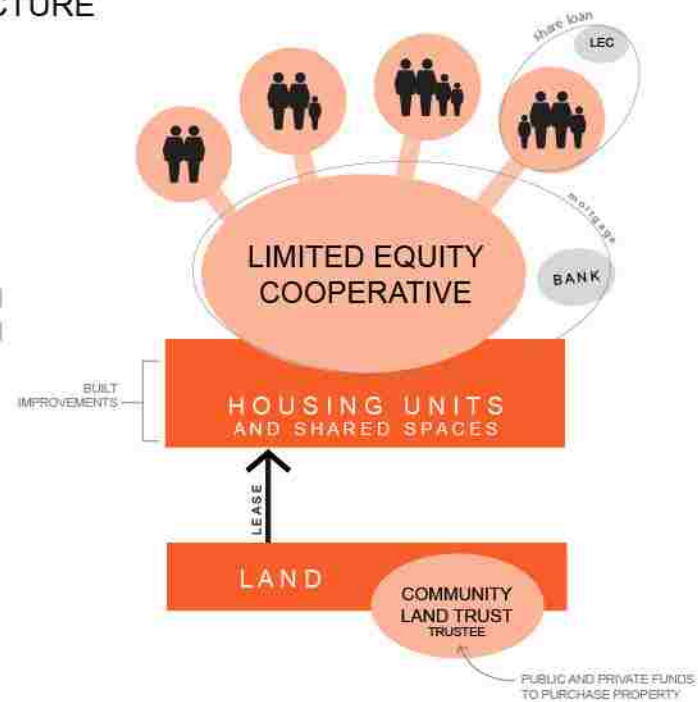 CTURE
share loan
LEC
mortgage
LIMITED EQUITY
COOPERATIVE
BANK
BUILT
IMPROVEMENTS
HOUSING UNITS
AND SHARED SPACES
LEASE
LAND
COMMUNITY
LAND TRUST
TRUSTEE
PUBLIC AND PRIVATE FUNDS
TO PURCHASE PROPERTY